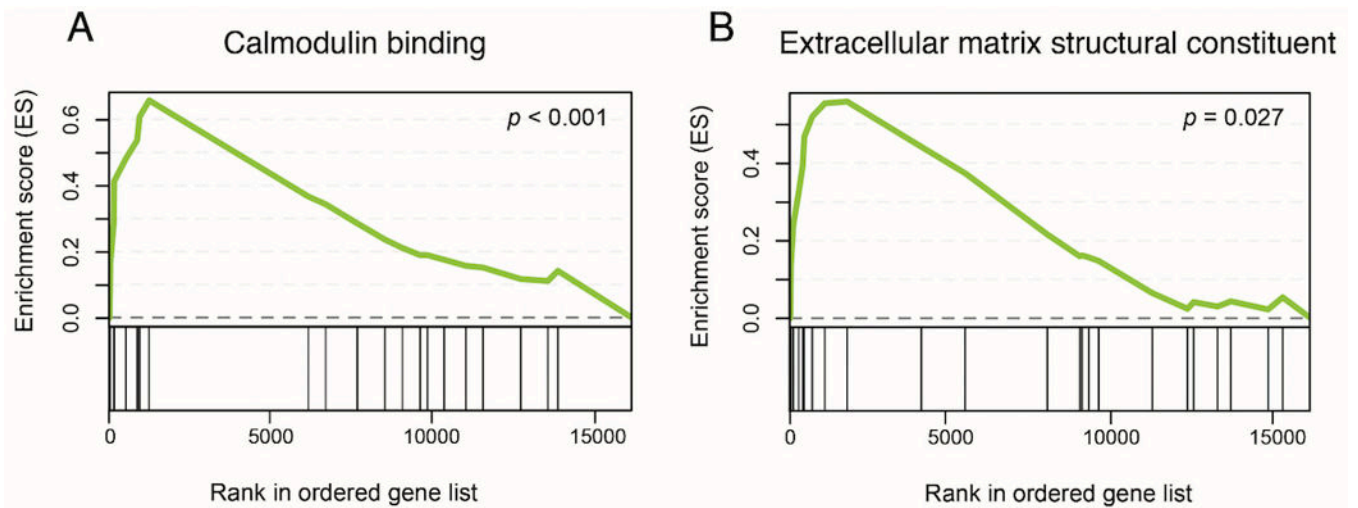 A
Calmodulin binding
Enrichment score (ES)
0.6
0.4
0.2
0.0
p < 0.001
0
5000
10000
15000
Rank in ordered gene list
B
Extracellular matrix structural constituent
Enrichment score (ES)
0.4
0.2
0.0
p = 0.027
0
5000
10000
15000
Rank in ordered gene list